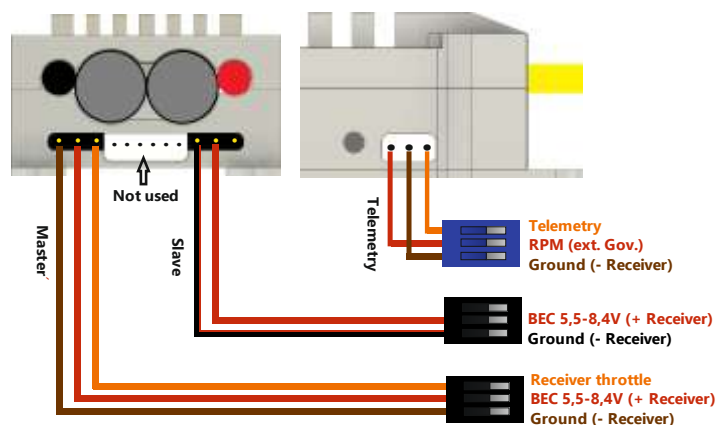 Not used
Master´
Slave
Telemetry
Telemetry
RPM (ext. Gov.)
Ground (- Receiver)
BEC 5,5-8,4V (+ Receiver)
Ground (- Receiver)
Receiver throttle
BEC 5,5-8,4V (+ Receiver)
Ground (- Receiver)